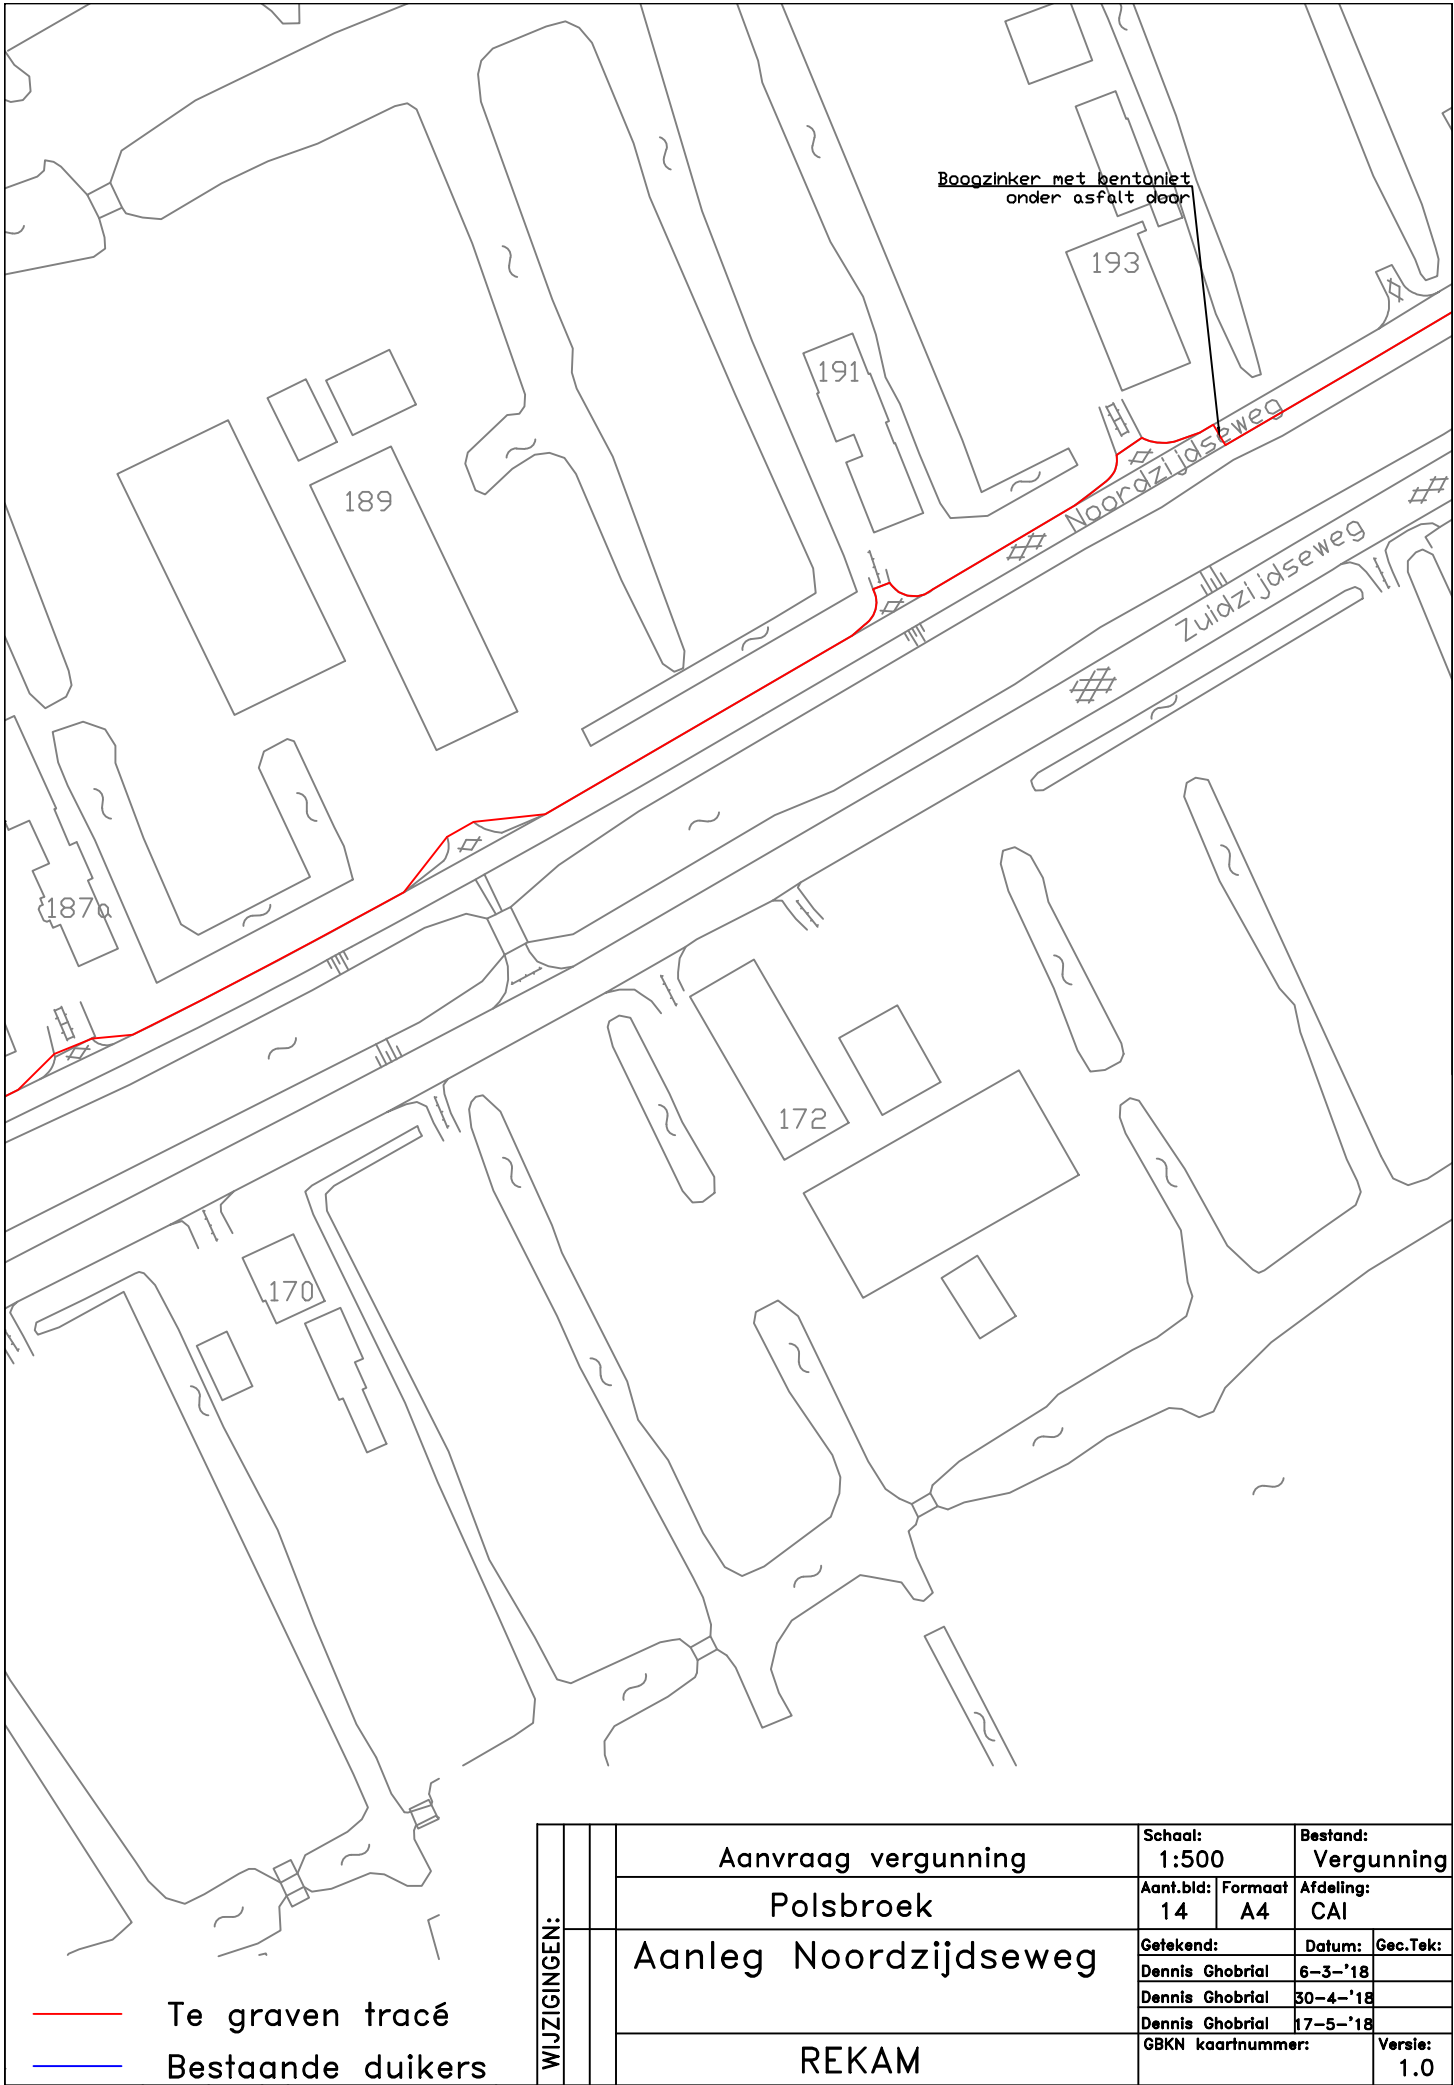 Boogzinker met bentoniet
onder asfalt door
193
191
189
Noordzijdseweg
Zuidzijdseweg
187a
172
170
Te graven tracé
Bestaande duikers
WIJZIGINGEN:
Aanvraag vergunning
Polsbroek
Aanleg Noordzijdseweg
REKAM
Schaal:
1:500
Bestand:
Vergunning
Aant.bld:
14
Formaat
A4
Afdeling:
CAI
Getekend:
Datum:
Gec.Tek:
Dennis Ghobrial
6-3-'18
Dennis Ghobrial
30-4-'18
Dennis Ghobrial
17-5-'18
GBKN kaartnummer:
Versie:
1.0